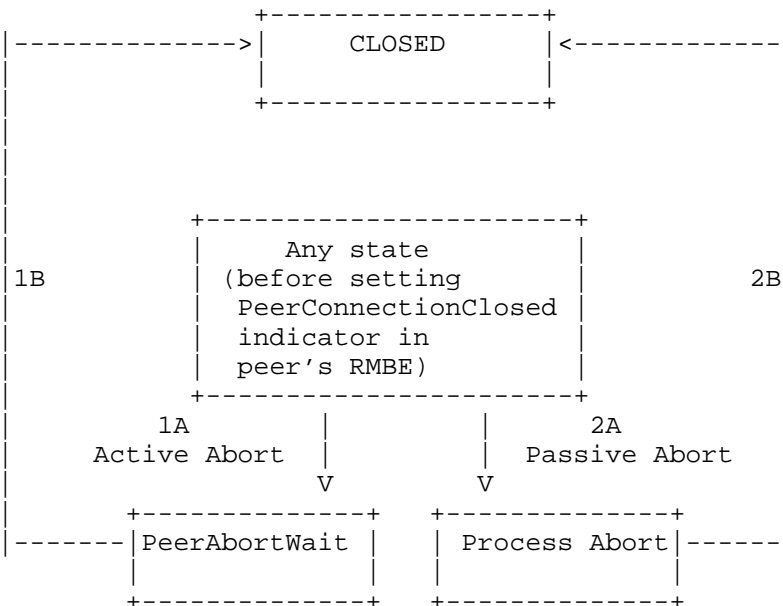 CLOSED
Any state
1B (before setting 2B
PeerConnectionClosed
indicator in
peer's RMBE)
1A 2A
Active Abort Passive Abort
V V
PeerAbortWait Process Abort